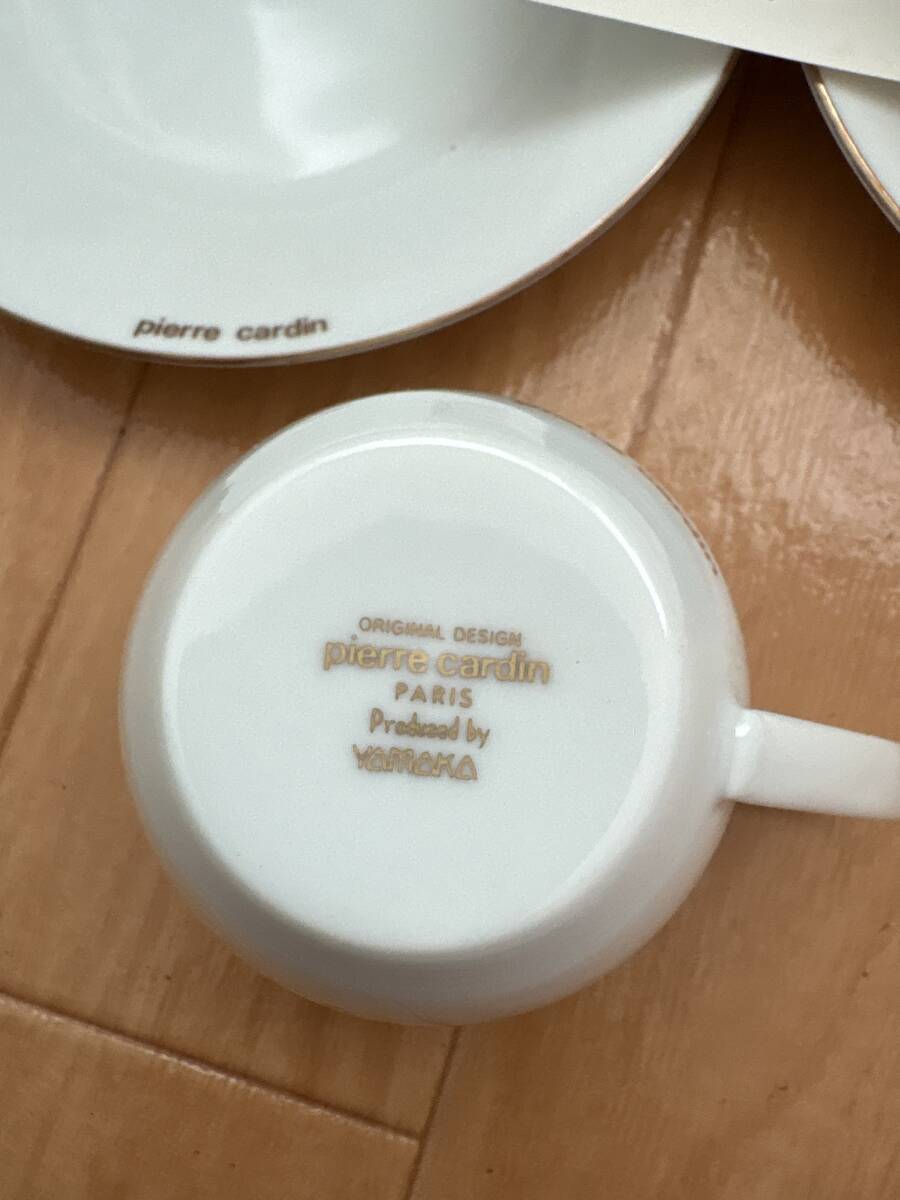 pierre cardin
ORIGINAL DESIGN
pierre cardin
PARIS
Produced by
YAMAKA